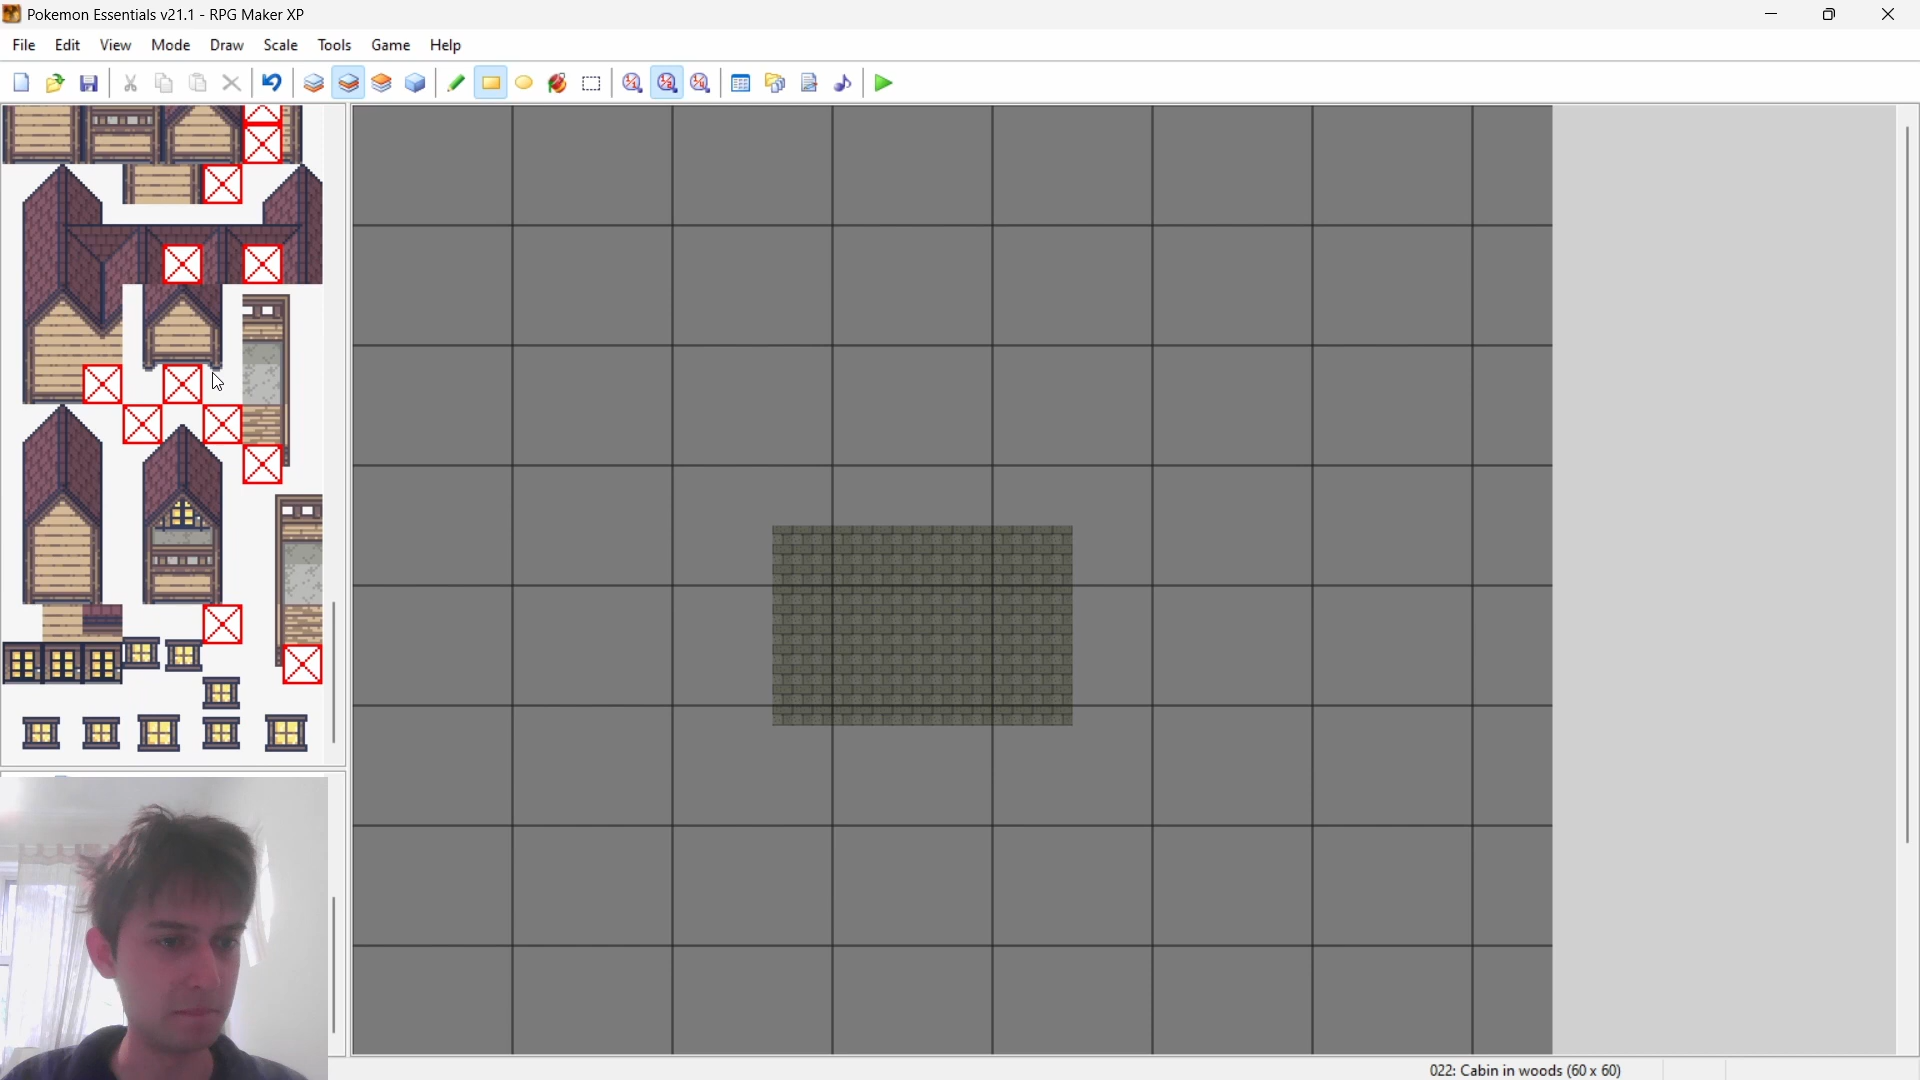 Pokemon Essentials v21.1 - RPG Maker XP
File Edit View Mode Draw Scale Tools Game Help
022: Cabin in woods (60 x 60)